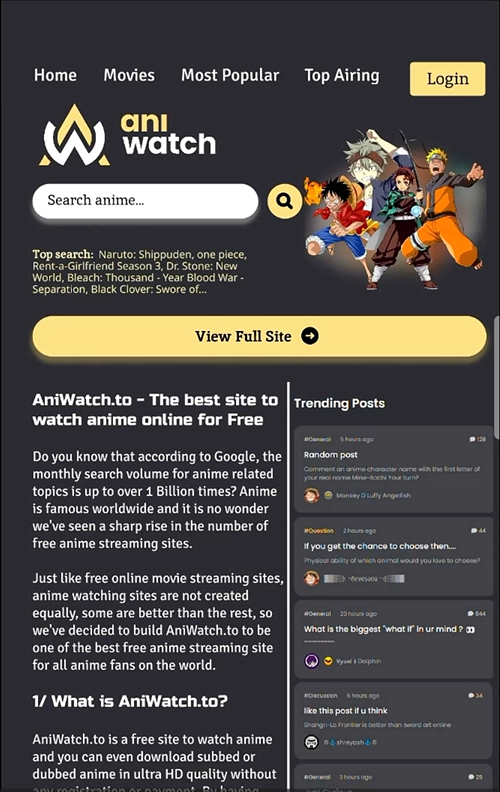 Home Movies Most Popular Top Airing Login
ani
watch
Search anime...
Top search: Naruto: Shippuden, one piece,
Rent-a-Girlfriend Season 3, Dr. Stone: New
World, Bleach: Thousand - Year Blood War -
Separation, Black Clover: Swore of...
View Full Site
AniWatch.to - The best site to
watch anime online for Free
Do you know that according to Google, the
monthly search volume for anime related
topics is up to over 1 Billion times? Anime
is famous worldwide and it is no wonder
we've seen a sharp rise in the number of
free anime streaming sites.
Just like free online movie streaming sites,
anime watching sites are not created
equally, some are better than the rest, so
we've decided to build AniWatch.to to be
one of the best free anime streaming site
for all anime fans on the world.
1/ What is AniWatch.to?
AniWatch.to is a free site to watch anime
and you can even download subbed or
dubbed anime in ultra HD quality without
any registration or payment. By having
Trending Posts
#General 5 hours ago 128
Random post
Comment an anime character name with the first letter of
your real name Mine-Itachi Your turn?
Monkey D Luffy Angelfish
#Question 2 hours ago 44
If you get the chance to choose then....
Physical ability of which animal would you love to choose?
#General 23 hours ago 644
What is the biggest "what if" in ur mind ?
Vyuxi & Dolphin
#Discussion 5 hours ago 34
like this post if u think
Shangri-La Frontier is better than sword art online
shreyash
#General 3 hours ago 25